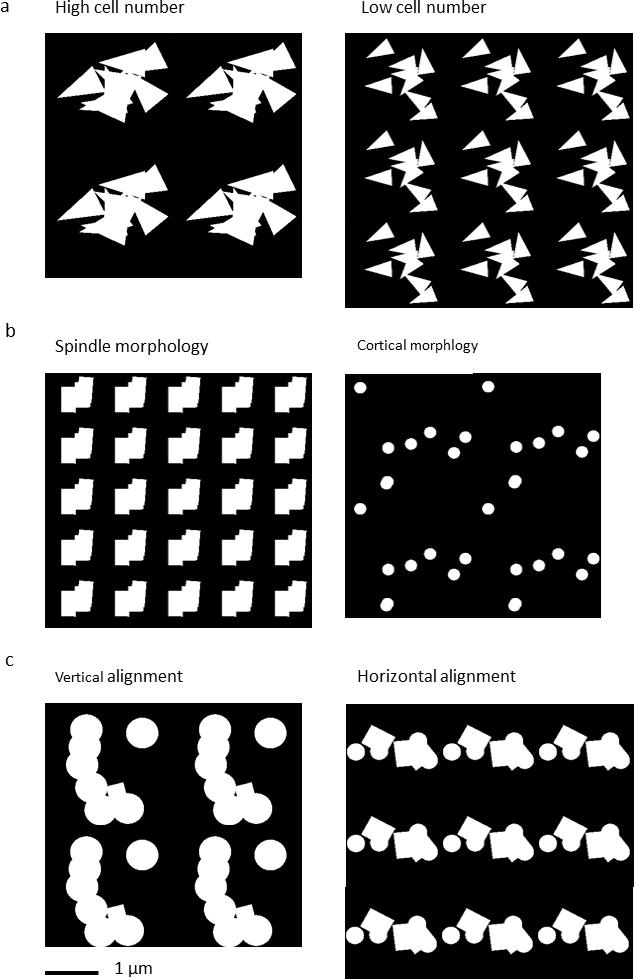 a
High cell number
Low cell number
b
Spindle morphology
Cortical morphlogy
c
Vertical alignment
Horizontal alignment
1 μm